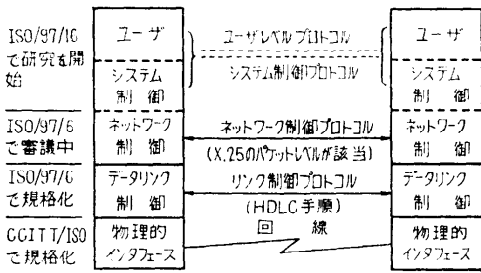 ISO/97/16
で研究を開
始
ISO/97/6
で審議中
ISO/97/6
で規格化
CCITT/ISO
で規格化
ユーザ
システム
制 御
ネットワーク
制 御
データリンク
制 御
物理的
インタフェース
ユーザレベルプロトコル
システム制御プロトコル
ネットワーク制御プロトコル
(X.25のパケットレベルが該当)
リンク制御プロトコル
(HDLC手順)
回 線
ユーザ
システム
制 御
ネットワーク
制 御
データリンク
制 御
物理的
インタフェース